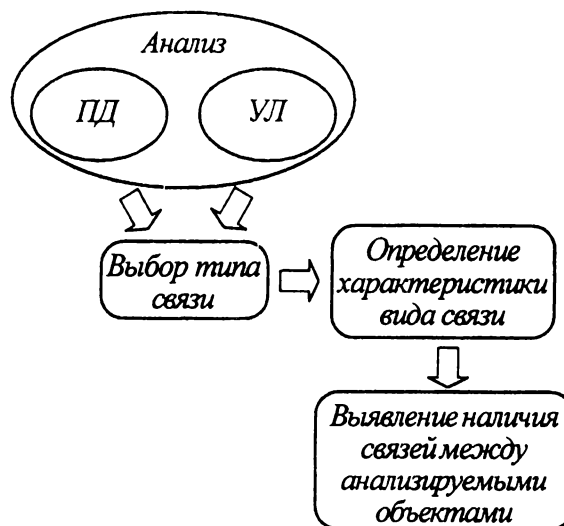 Анализ
ПД
УЛ
Выбор типа
связи
Определение
характеристики
вида связи
Выявление наличия
связей между
анализируемыми
объектами